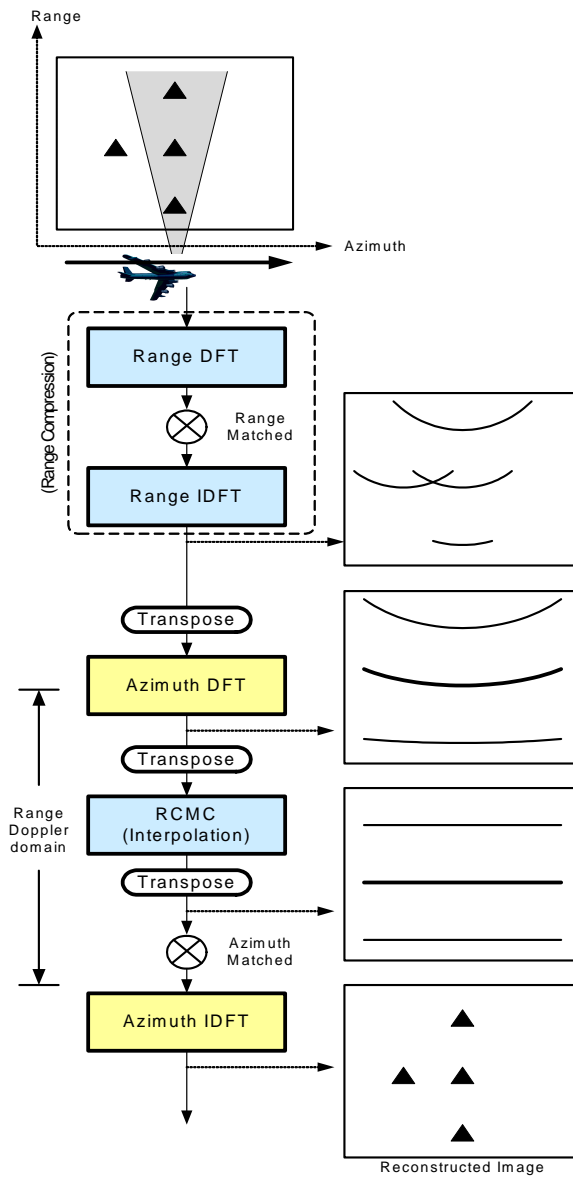 Range
Azimuth
(Range Compression)
Range DFT
Range
Matched
Range IDFT
Transpose
Azimuth DFT
Transpose
Range
Doppler
domain
RCMC
(Interpolation)
Transpose
Azimuth
Matched
Azimuth IDFT
Reconstructed Image